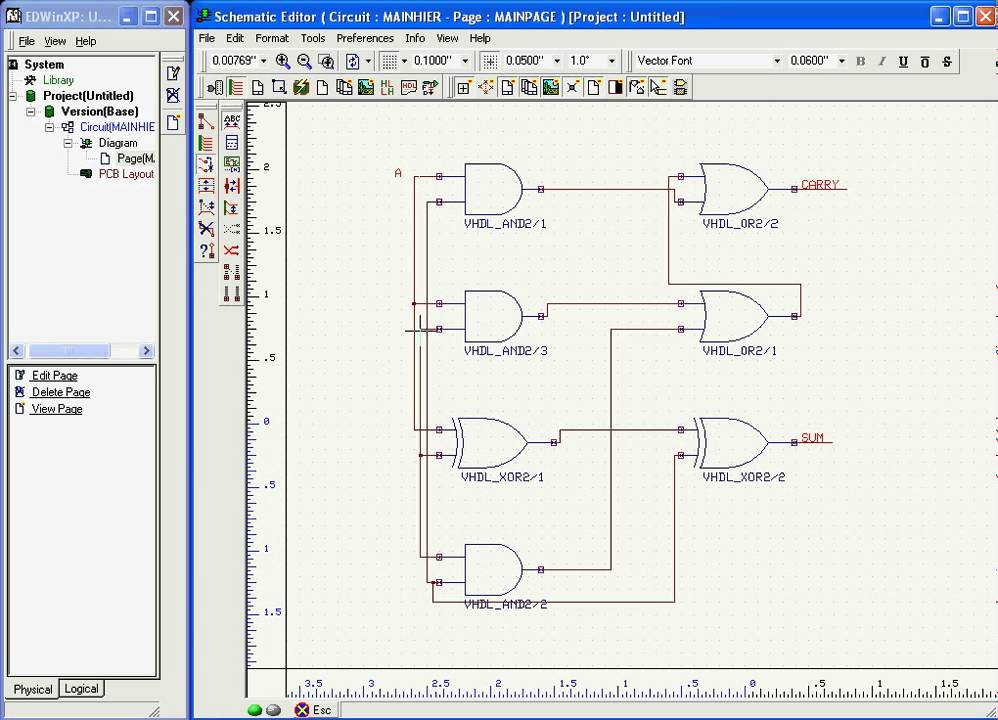 EDWinXP: U...
File View Help
System
Library
Project(Untitled)
Version(Base)
Circuit(MAINHIE
Diagram
Page(M.
PCB Layout
Edit Page
Delete Page
View Page
Physical Logical
Schematic Editor ( Circuit : MAINHIER - Page : MAINPAGE ) [Project : Untitled]
File Edit Format Tools Preferences Info View Help
0.00769" 0.1000" 0.0500" 1.0° Vector Font 0.0600" B I U O S
HDL
ABC
2.5
2
1.5
1
.5
0
.5
1
1.5
A
VHDL_AND2/1
VHDL_OR2/2
CARRY
VHDL_AND2/3
VHDL_OR2/1
VHDL_XOR2/1
VHDL_XOR2/2
SUM
VHDL_AND2/2
3.5 3 2.5 2 1.5 1 .5 0 .5 1 1.5
Esc